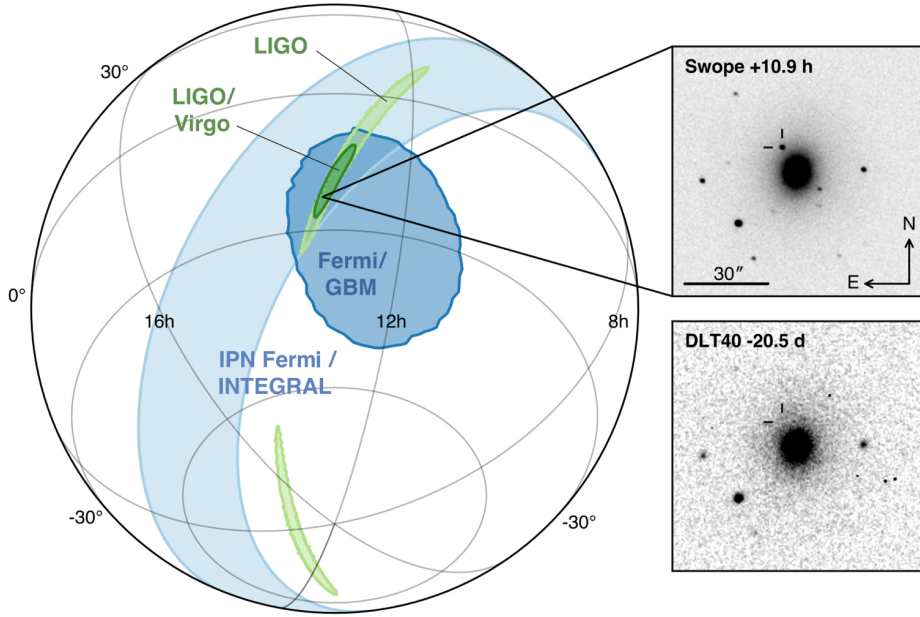 LIGO
30°
LIGO/
Virgo
Fermi/
GBM
0°
16h
12h
8h
IPN Fermi /
INTEGRAL
-30°
-30°
Swope +10.9 h
N
30″
E
DLT40 -20.5 d